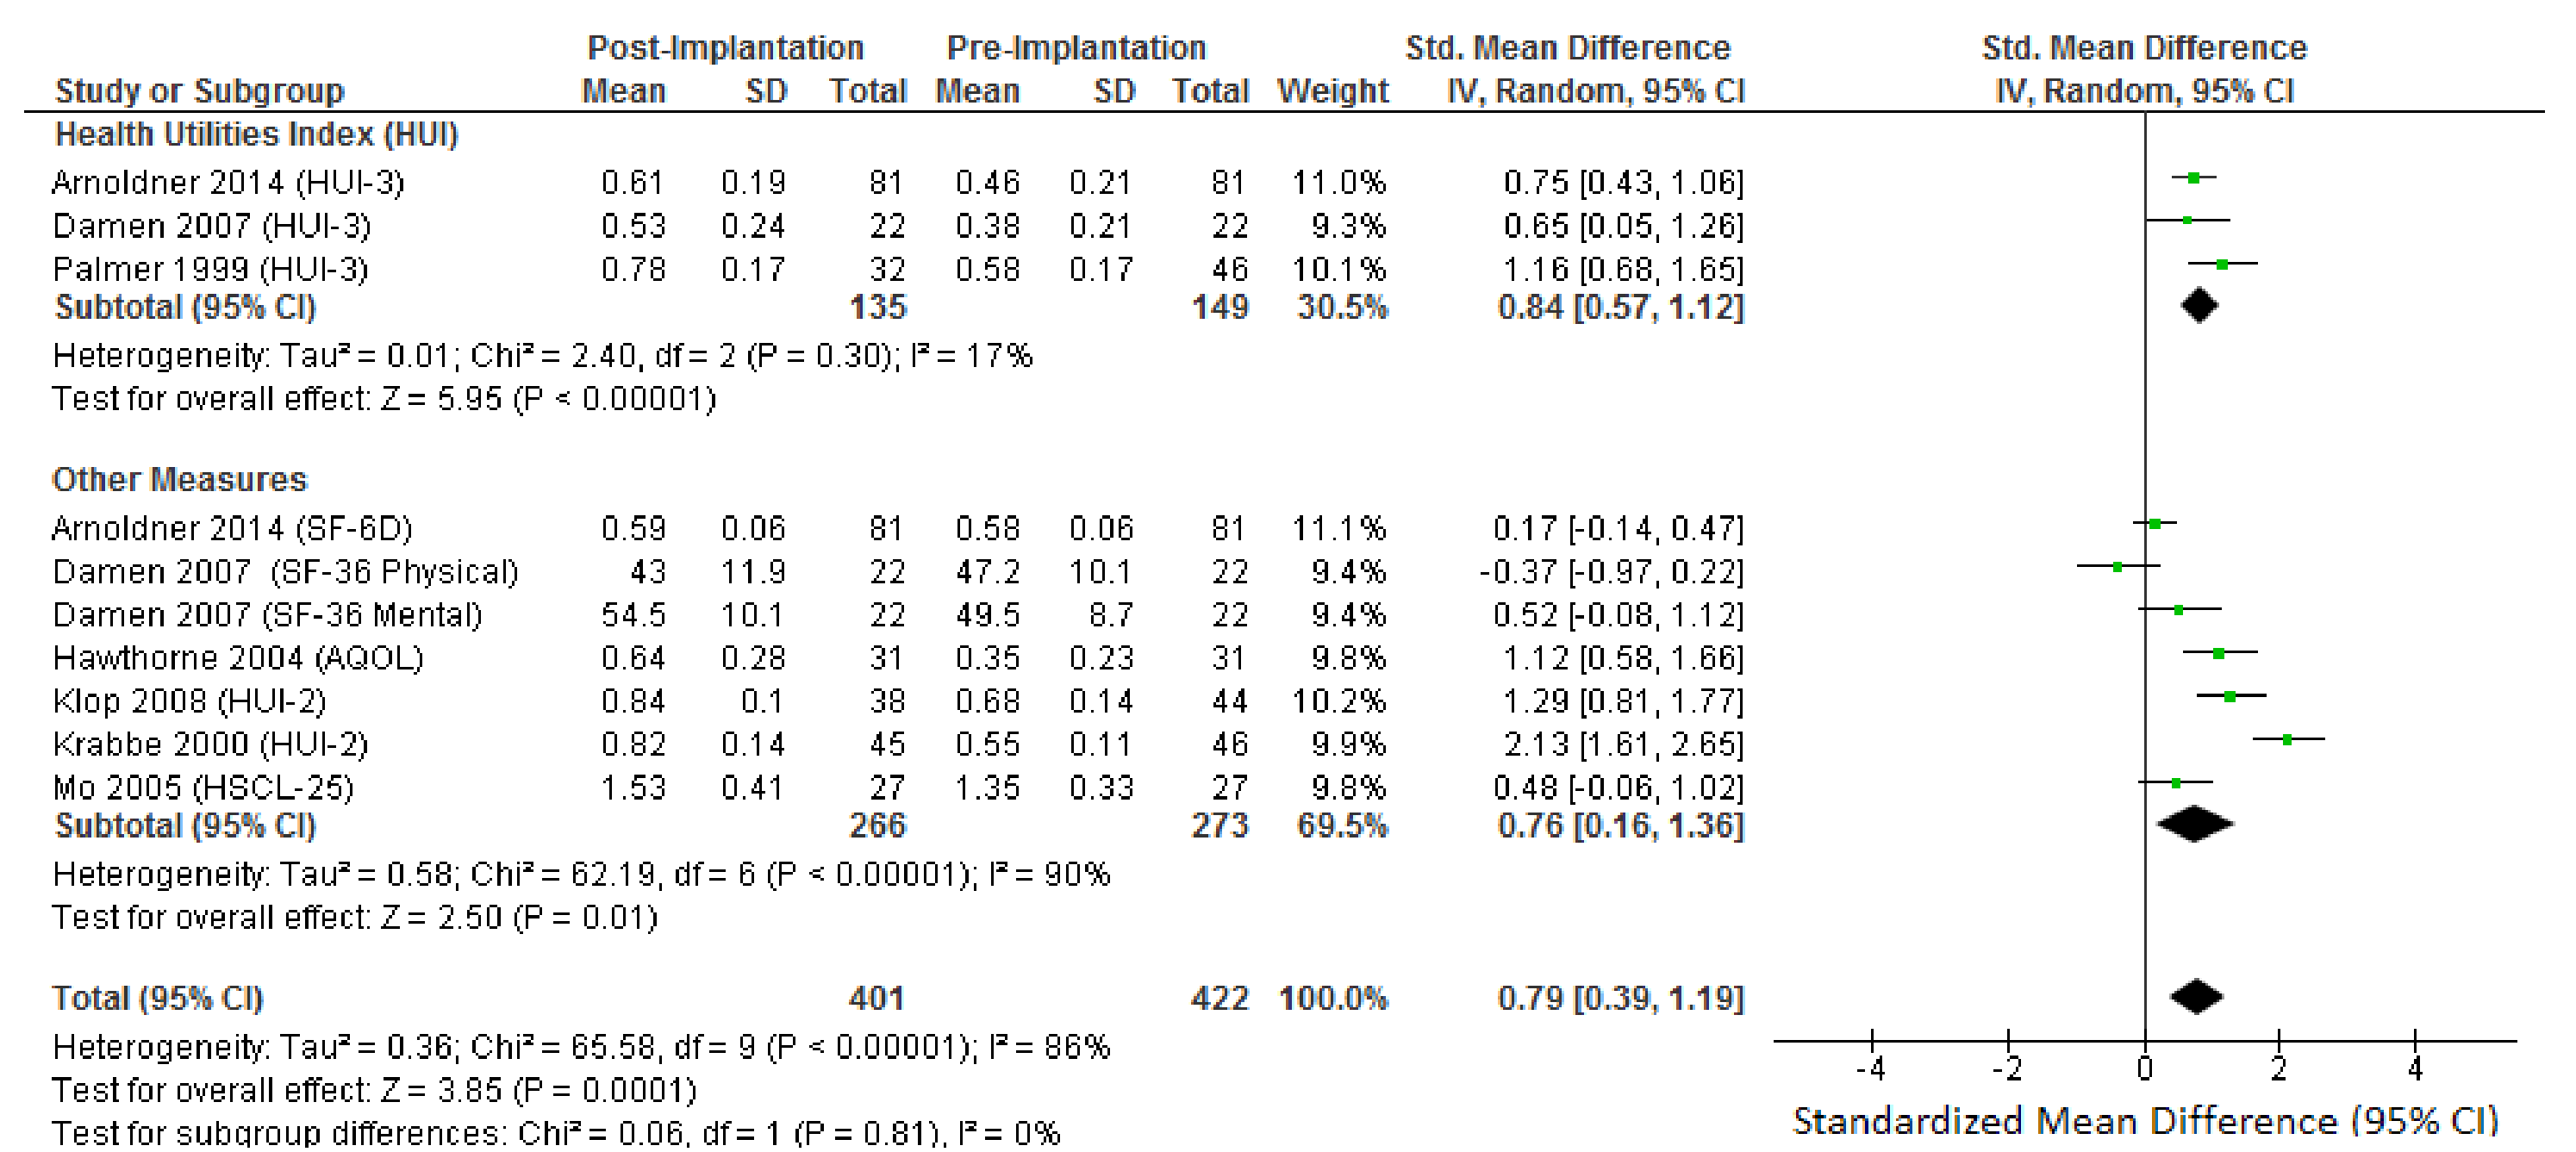 Post-Implantation Pre-Implantation Std. Mean Difference Std. Mean Difference
Study or Subgroup Mean SD Total Mean SD Total Weight IV, Random, 95% CI IV, Random, 95% CI
Health Utilities Index (HUI)
Arnoldner 2014 (HUI-3) 0.61 0.19 81 0.46 0.21 81 11.0% 0.75 [0.43, 1.06]
Damen 2007 (HUI-3) 0.53 0.24 22 0.38 0.21 22 9.3% 0.65 [0.05, 1.26]
Palmer 1999 (HUI-3) 0.78 0.17 32 0.58 0.17 46 10.1% 1.16 [0.68, 1.65]
Subtotal (95% CI) 135 149 30.5% 0.84 [0.57, 1.12]
Heterogeneity: Tau² = 0.01; Chi² = 2.40, df = 2 (P = 0.30); I² = 17%
Test for overall effect: Z = 5.95 (P < 0.00001)
Other Measures
Arnoldner 2014 (SF-6D) 0.59 0.06 81 0.58 0.06 81 11.1% 0.17 [-0.14, 0.47]
Damen 2007 (SF-36 Physical) 43 11.9 22 47.2 10.1 22 9.4% -0.37 [-0.97, 0.22]
Damen 2007 (SF-36 Mental) 54.5 10.1 22 49.5 8.7 22 9.4% 0.52 [-0.08, 1.12]
Hawthorne 2004 (AQOL) 0.64 0.28 31 0.35 0.23 31 9.8% 1.12 [0.58, 1.66]
Klop 2008 (HUI-2) 0.84 0.1 38 0.68 0.14 44 10.2% 1.29 [0.81, 1.77]
Krabbe 2000 (HUI-2) 0.82 0.14 45 0.55 0.11 46 9.9% 2.13 [1.61, 2.65]
Mo 2005 (HSCL-25) 1.53 0.41 27 1.35 0.33 27 9.8% 0.48 [-0.06, 1.02]
Subtotal (95% CI) 266 273 69.5% 0.76 [0.16, 1.36]
Heterogeneity: Tau² = 0.58; Chi² = 62.19, df = 6 (P < 0.00001); I² = 90%
Test for overall effect: Z = 2.50 (P = 0.01)
Total (95% CI) 401 422 100.0% 0.79 [0.39, 1.19]
Heterogeneity: Tau² = 0.36; Chi² = 65.58, df = 9 (P < 0.00001); I² = 86%
Test for overall effect: Z = 3.85 (P = 0.0001)
Test for subgroup differences: Chi² = 0.06, df = 1 (P = 0.81), I² = 0%
-4 -2 0 2 4
Standardized Mean Difference (95% CI)